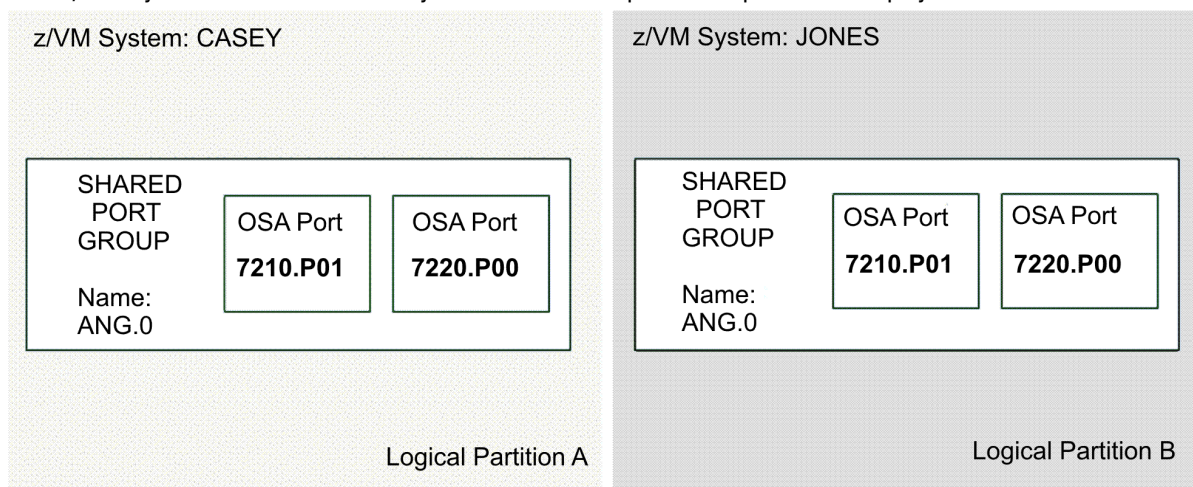 z/VM System: CASEY
SHARED
PORT
GROUP
Name:
ANG.0
OSA Port
7210.P01
OSA Port
7220.P00
Logical Partition A
z/VM System: JONES
SHARED
PORT
GROUP
Name:
ANG.0
OSA Port
7210.P01
OSA Port
7220.P00
Logical Partition B